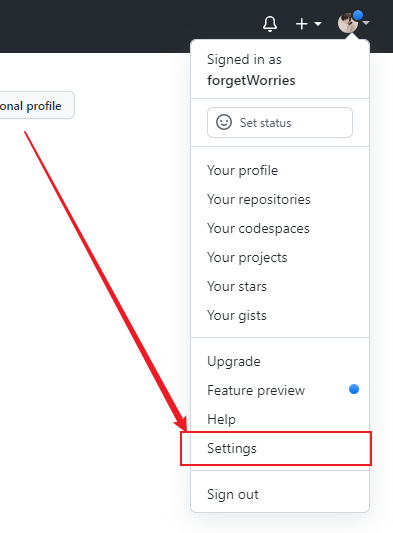 Signed in as
forgetWorries
onal profile
Set status
Your profile
Your repositories
Your codespaces
Your projects
Your stars
Your gists
Upgrade
Feature preview
Help
Settings
Sign out